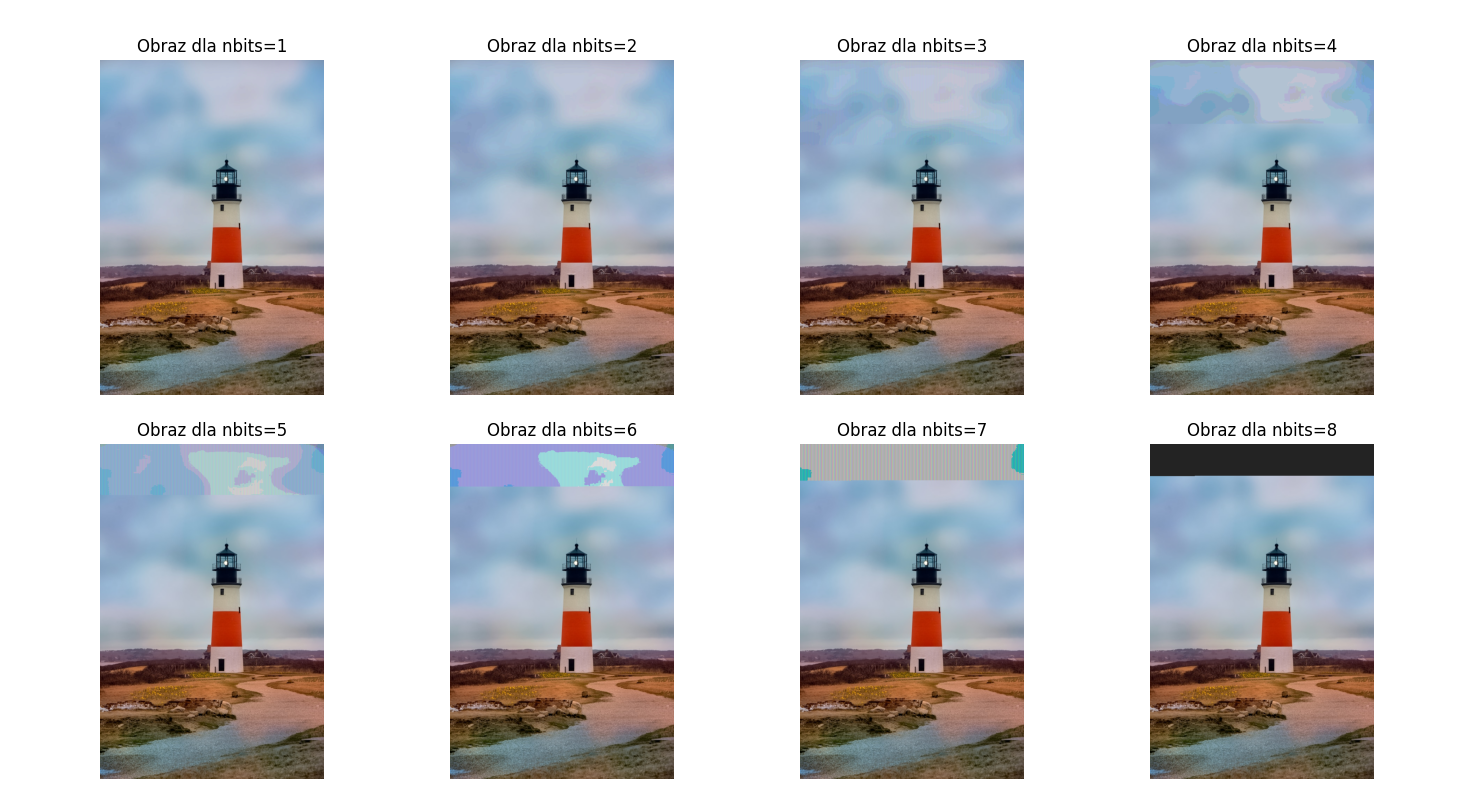 Obraz dla nbits=1
Obraz dla nbits=2
Obraz dla nbits=3
Obraz dla nbits=4
Obraz dla nbits=5
Obraz dla nbits=6
Obraz dla nbits=7
Obraz dla nbits=8